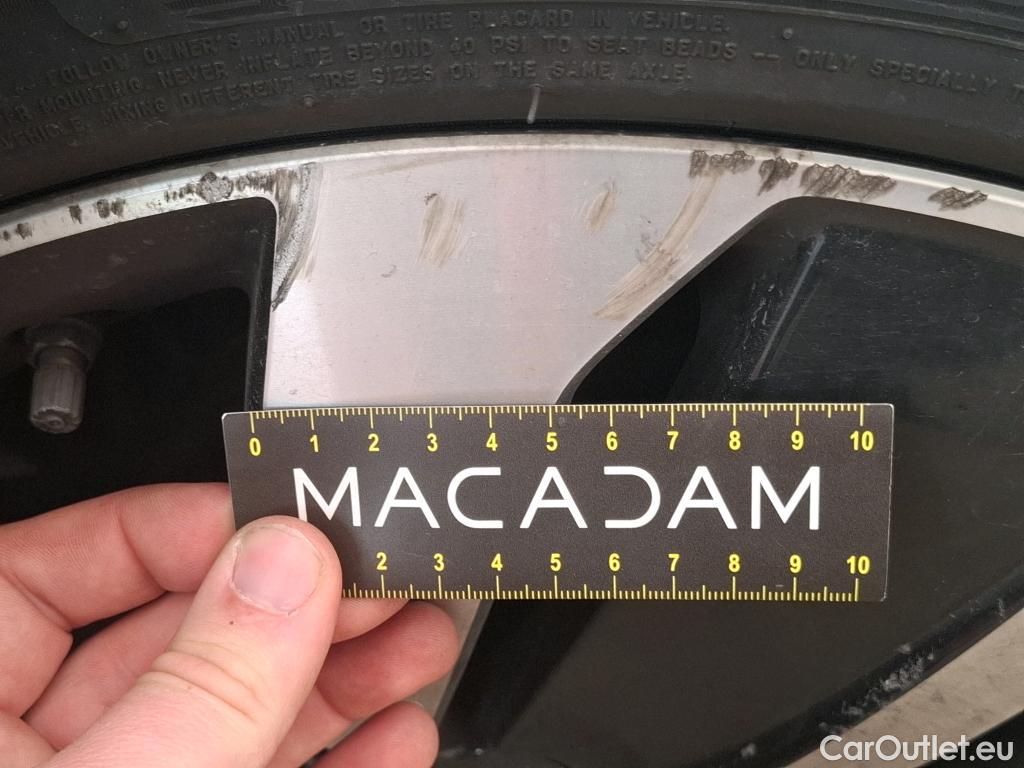 FOLLOW OWNER'S MANUAL OR TIRE PLACARD IN VEHICLE.
MOUNTING. NEVER INFLATE BEYOND 40 PSI TO SEAT BEADS -- ONLY SPECIALLY
VEHICLE. MIXING DIFFERENT TIRE SIZES ON THE SAME AXLE.
0 1 2 3 4 5 6 7 8 9 10
MACADAM
2 3 4 5 6 7 8 9 10
CarOutlet.eu